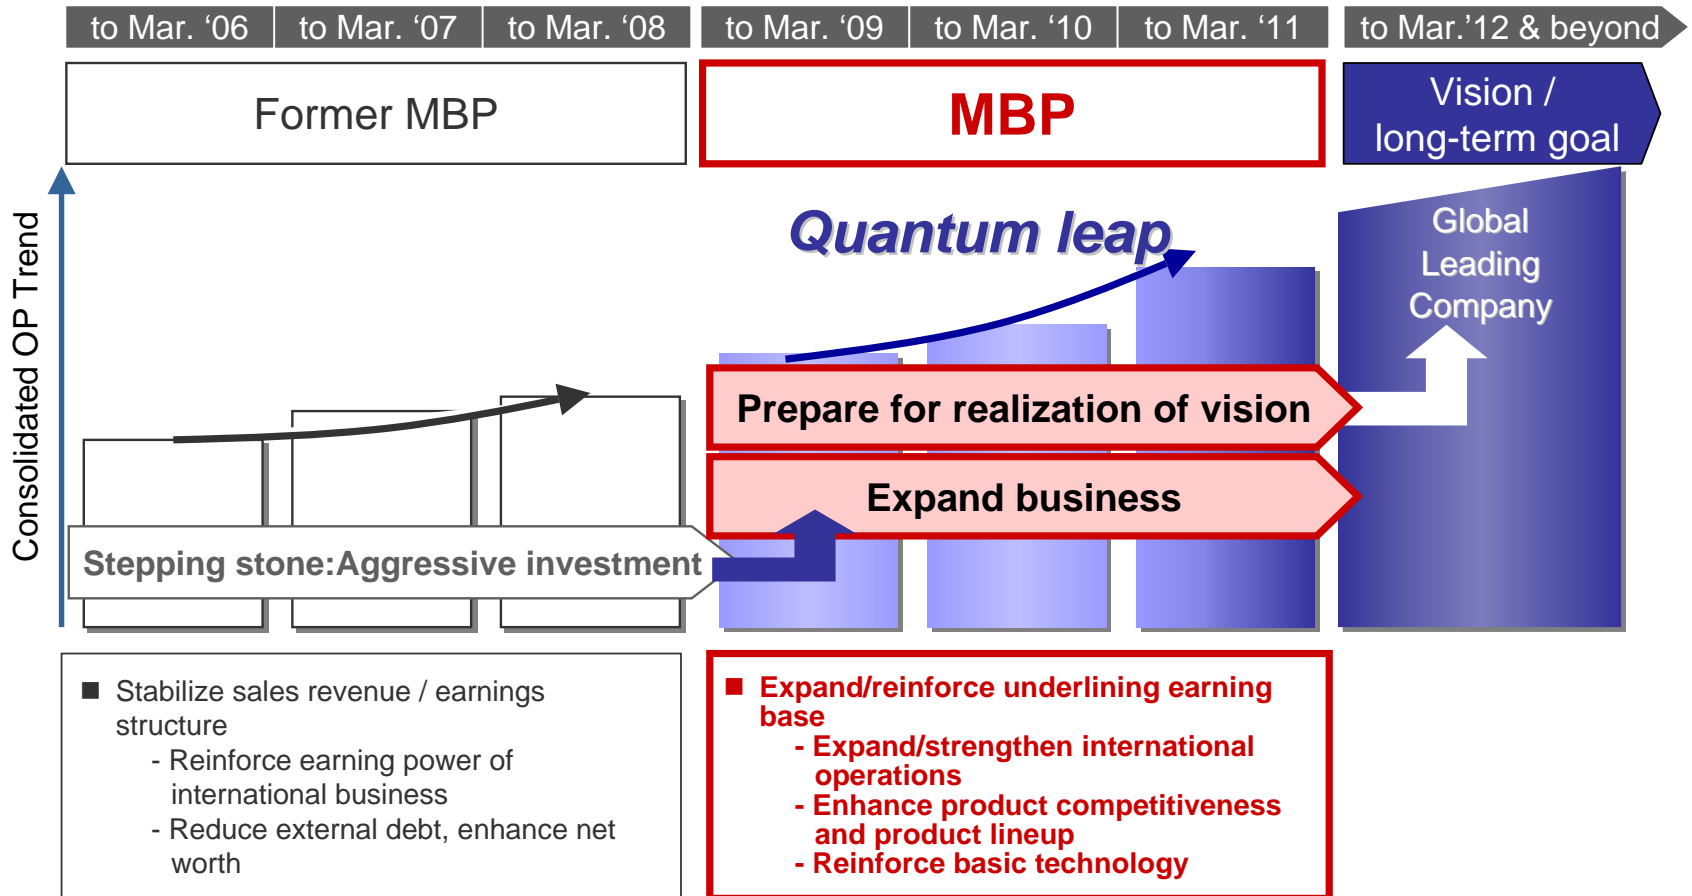 to Mar. ‘06
to Mar. ‘07
to Mar. ‘08
to Mar. ‘09
to Mar. ‘10
to Mar. ‘11
to Mar.’12 & beyond
Former MBP
MBP
Vision /
long-term goal
Consolidated OP Trend
Quantum leap
Global
Leading
Company
Prepare for realization of vision
Expand business
Stepping stone:Aggressive investment
■ Stabilize sales revenue / earnings
structure
- Reinforce earning power of
international business
- Reduce external debt, enhance net
worth
■ Expand/reinforce underlining earning
base
- Expand/strengthen international
operations
- Enhance product competitiveness
and product lineup
- Reinforce basic technology